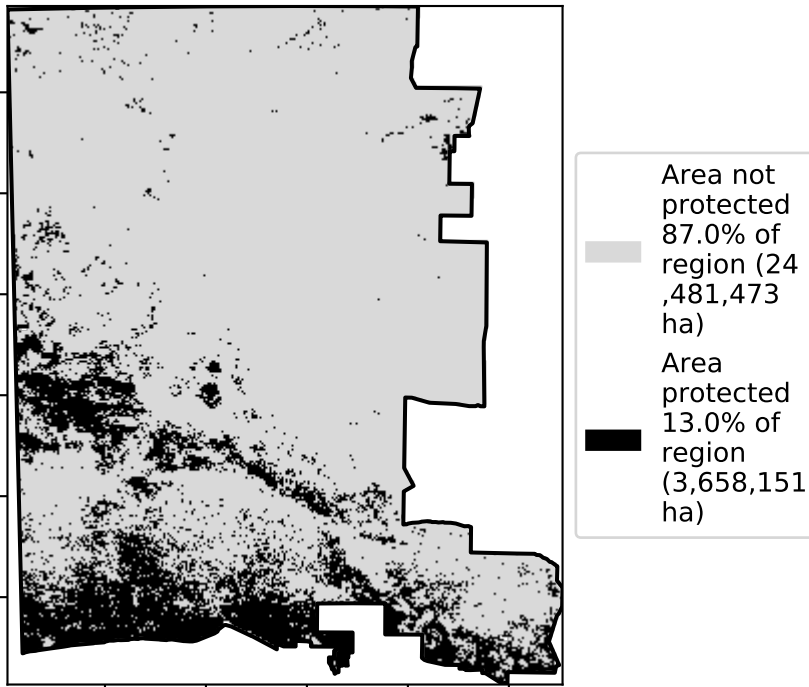 Area not
protected
87.0% of
region (24
,481,473
ha)
Area
protected
13.0% of
region
(3,658,151
ha)